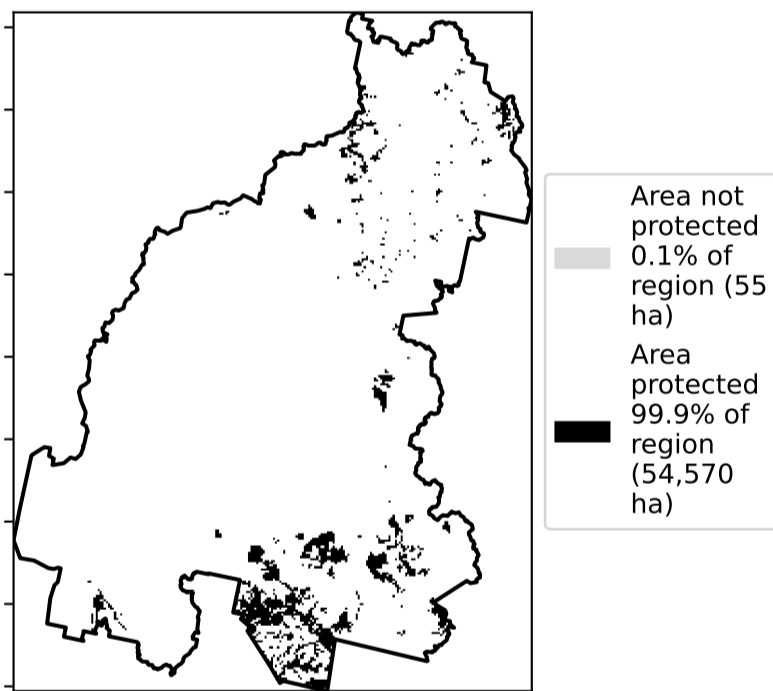 Area not
protected
0.1% of
region (55
ha)
Area
protected
99.9% of
region
(54,570
ha)